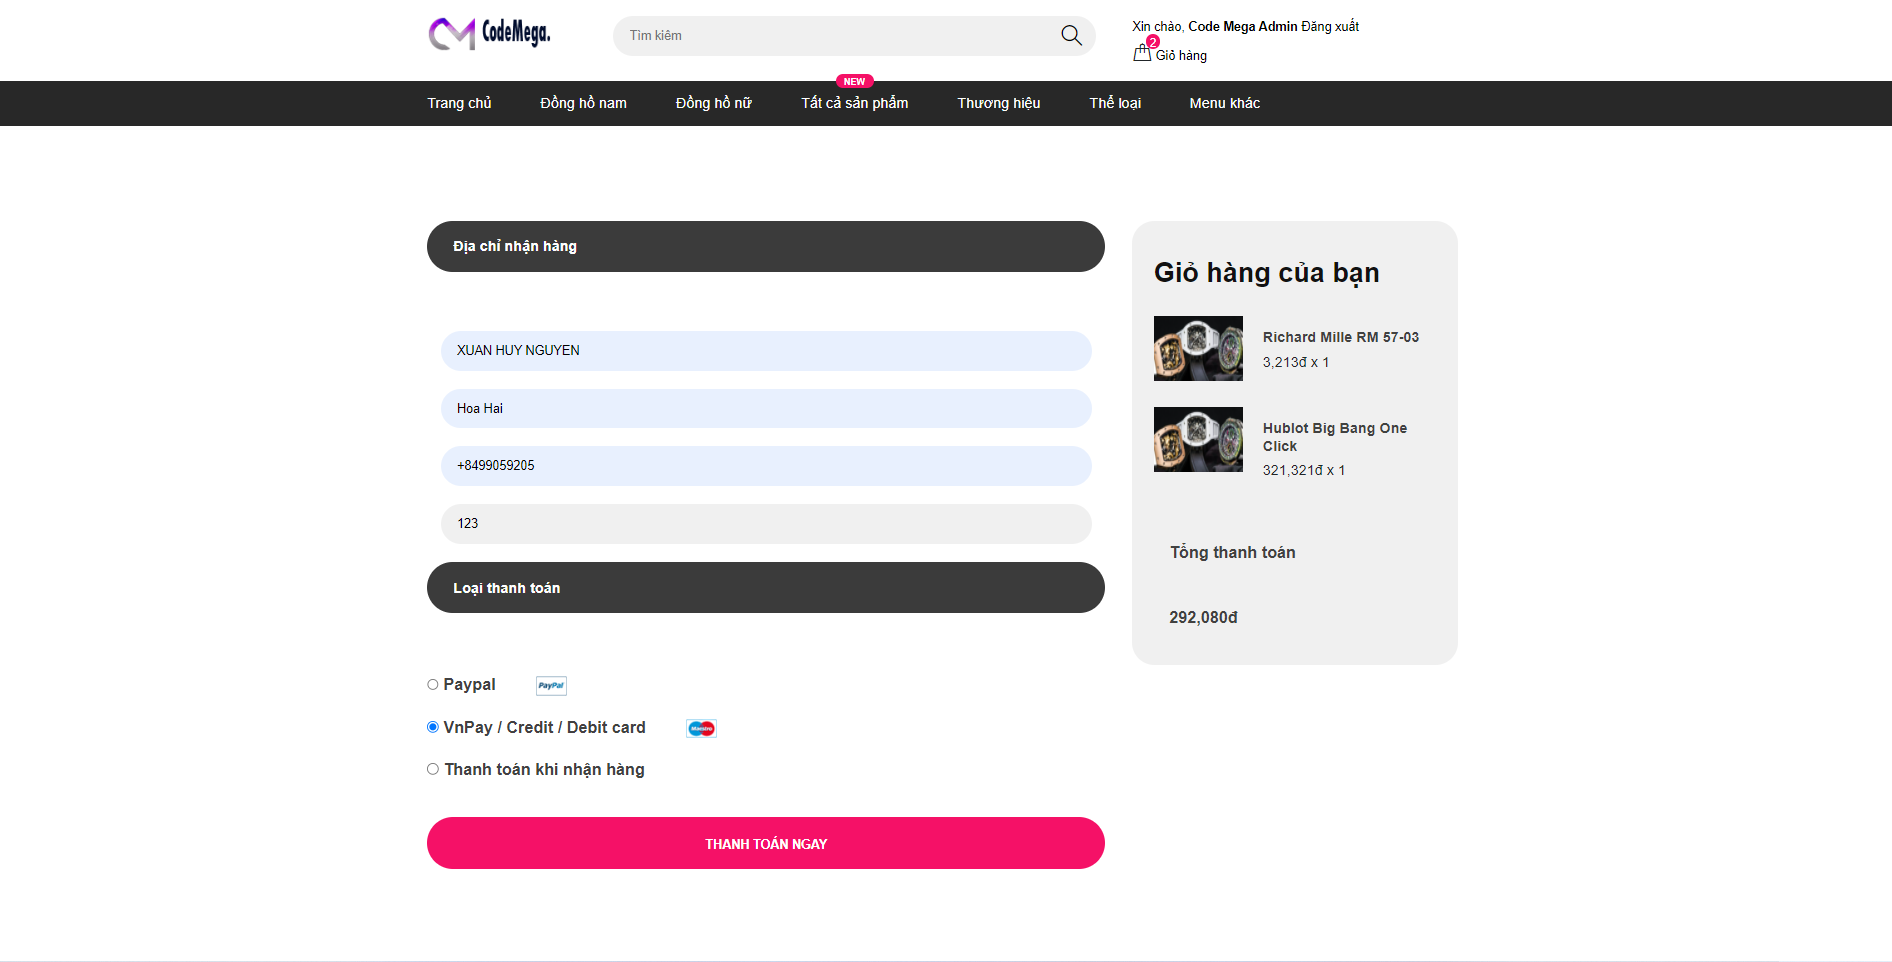 CodeMega.
Tìm kiếm
Xin chào, Code Mega Admin Đăng xuất
2
Giỏ hàng
NEW
Trang chủ
Đồng hồ nam
Đồng hồ nữ
Tất cả sản phẩm
Thương hiệu
Thể loại
Menu khác
Địa chỉ nhận hàng
XUAN HUY NGUYEN
Hoa Hai
+8499059205
123
Loại thanh toán
Paypal
PayPal
VnPay / Credit / Debit card
Maestro
Thanh toán khi nhận hàng
THANH TOÁN NGAY
Giỏ hàng của bạn
Richard Mille RM 57-03
3,213đ x 1
Hublot Big Bang One
Click
321,321đ x 1
Tổng thanh toán
292,080đ